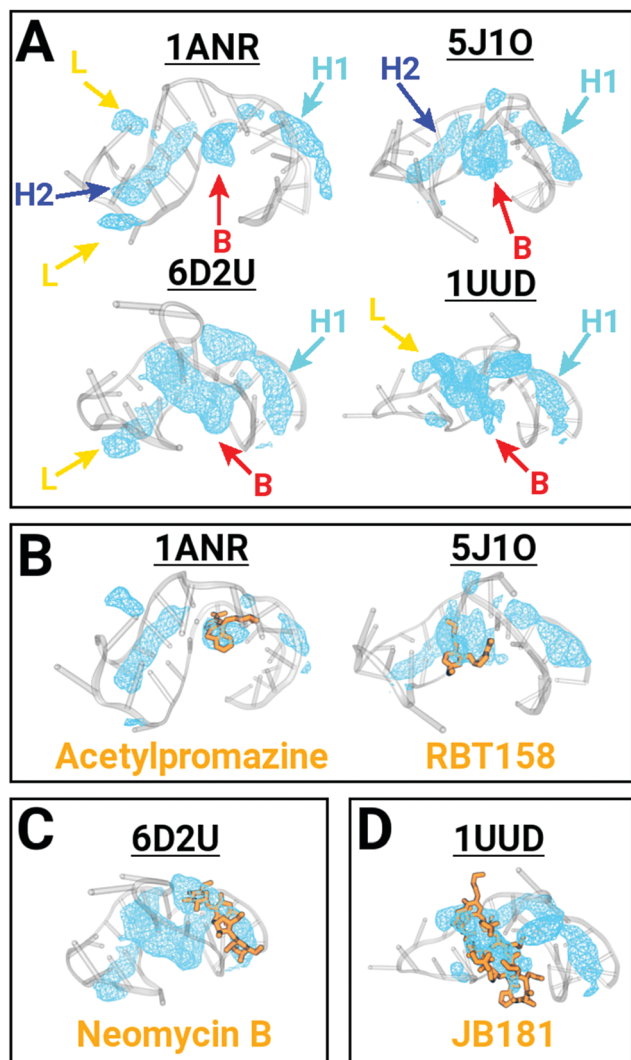 A
1ANR
5J1O
L
H1
H2
H1
H2
B
B
L
6D2U
1UUD
H1
L
H1
L
B
B
B
1ANR
5J1O
Acetylpromazine
RBT158
C
6D2U
Neomycin B
D
1UUD
JB181